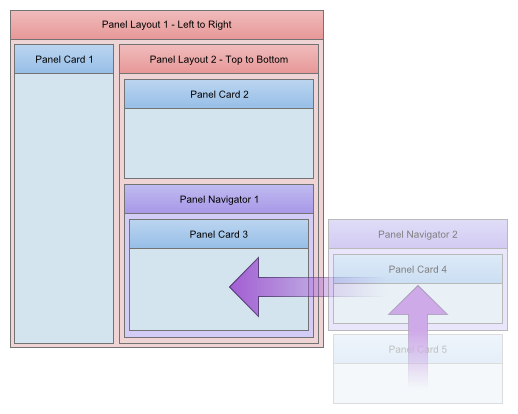 Panel Layout 1 - Left to Right
Panel Card 1
Panel Layout 2 - Top to Bottom
Panel Card 2
Panel Navigator 1
Panel Card 3
Panel Navigator 2
Panel Card 4
Panel Card 5